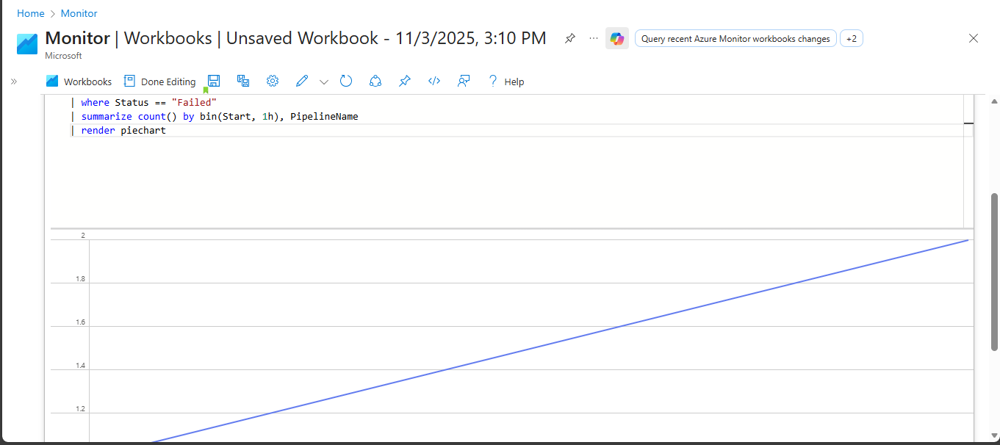 Home > Monitor
Monitor | Workbooks | Unsaved Workbook - 11/3/2025, 3:10 PM
Query recent Azure Monitor workbooks changes
+2
Microsoft
Workbooks
Done Editing
Help
| where Status == "Failed"
| summarize count() by bin(Start, 1h), PipelineName
| render piechart
2
1.8
1.6
1.4
1.2